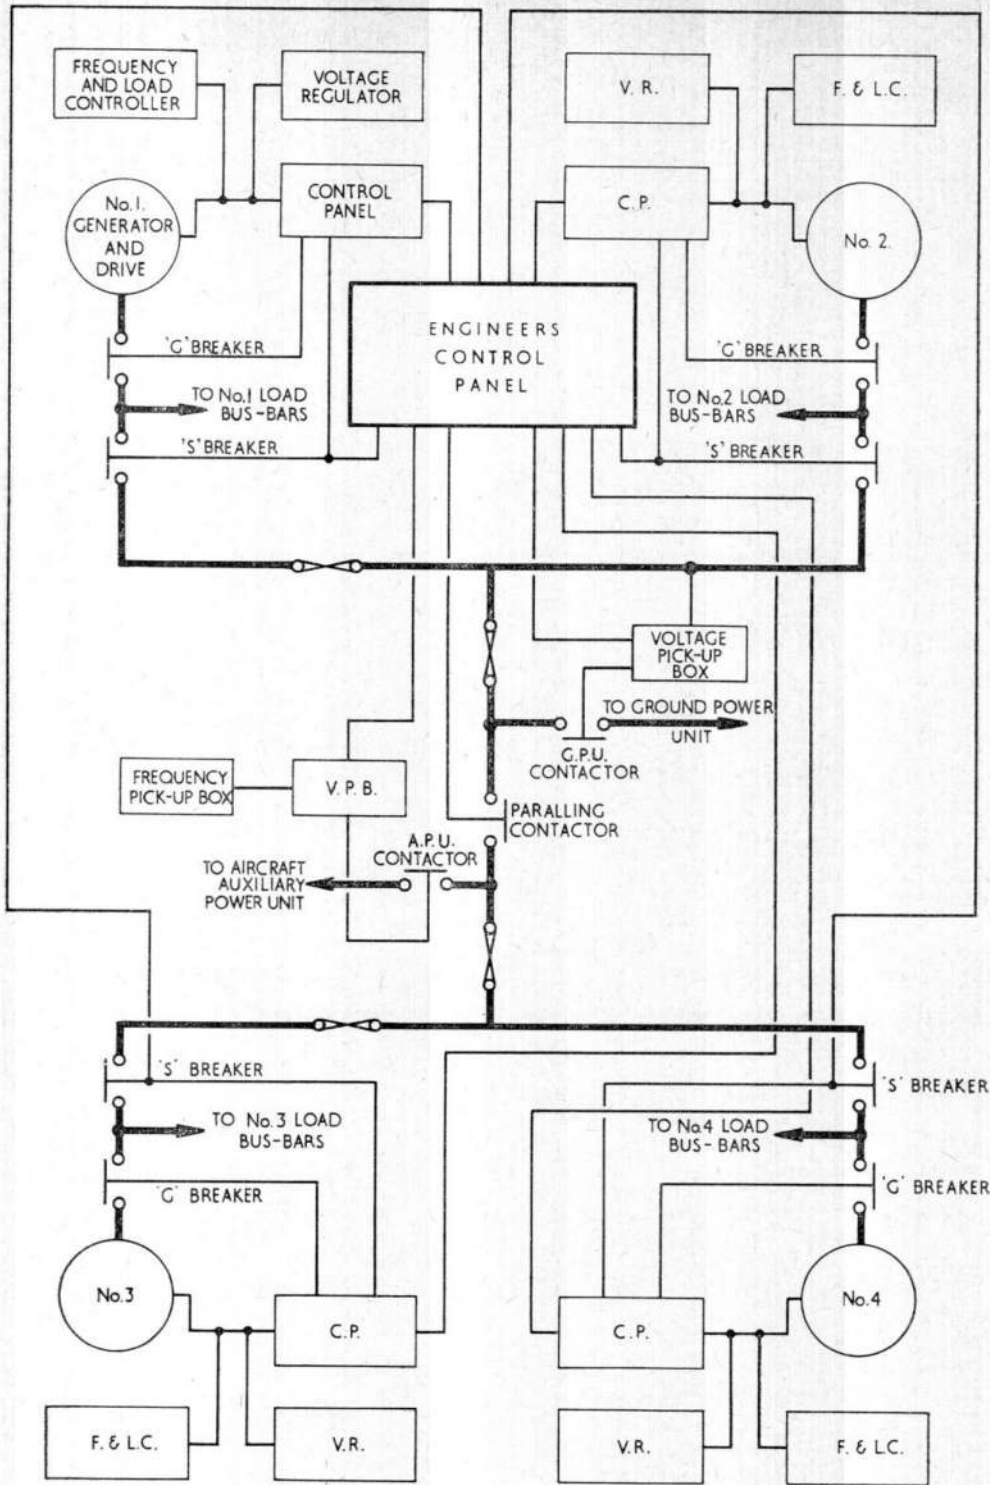 FREQUENCY
AND LOAD
CONTROLLER
VOLTAGE
REGULATOR
V. R.
F. & L.C.
No.1.
GENERATOR
AND
DRIVE
CONTROL
PANEL
C.P.
No. 2.
ENGINEERS
CONTROL
PANEL
'G' BREAKER
'G' BREAKER
TO No.1 LOAD
BUS-BARS
TO No.2 LOAD
BUS-BARS
'S' BREAKER
'S' BREAKER
VOLTAGE
PICK-UP
BOX
TO GROUND POWER
UNIT
G.P.U.
CONTACTOR
FREQUENCY
PICK-UP BOX
V. P. B.
PARALLING
CONTACTOR
A.P.U.
CONTACTOR
TO AIRCRAFT
AUXILIARY
POWER UNIT
'S' BREAKER
'S' BREAKER
TO No.3 LOAD
BUS-BARS
TO No.4 LOAD
BUS-BARS
'G' BREAKER
'G' BREAKER
No.3
C.P.
C.P.
No.4
F. & L.C.
V.R.
V.R.
F. & L.C.